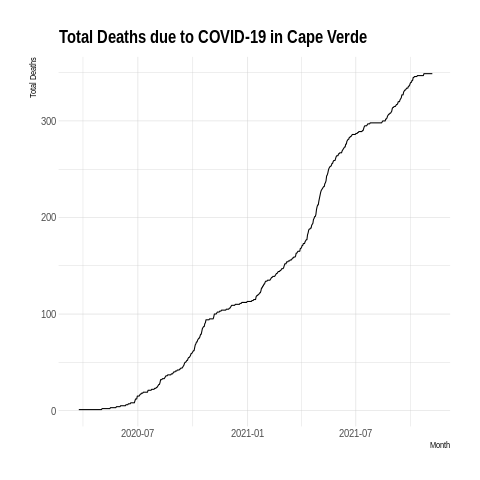 Total Deaths due to COVID-19 in Cape Verde
Total Deaths
300
200
100
0
2020-07 2021-01 2021-07
Month